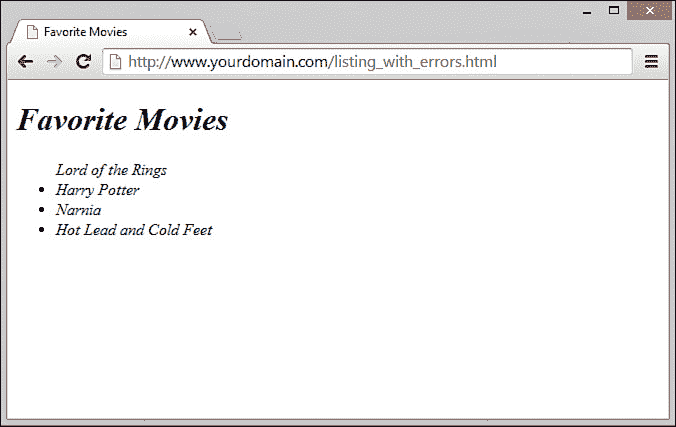 Favorite Movies
http://www.yourdomain.com/listing_with_errors.html
Favorite Movies
Lord of the Rings
Harry Potter
Narnia
Hot Lead and Cold Feet